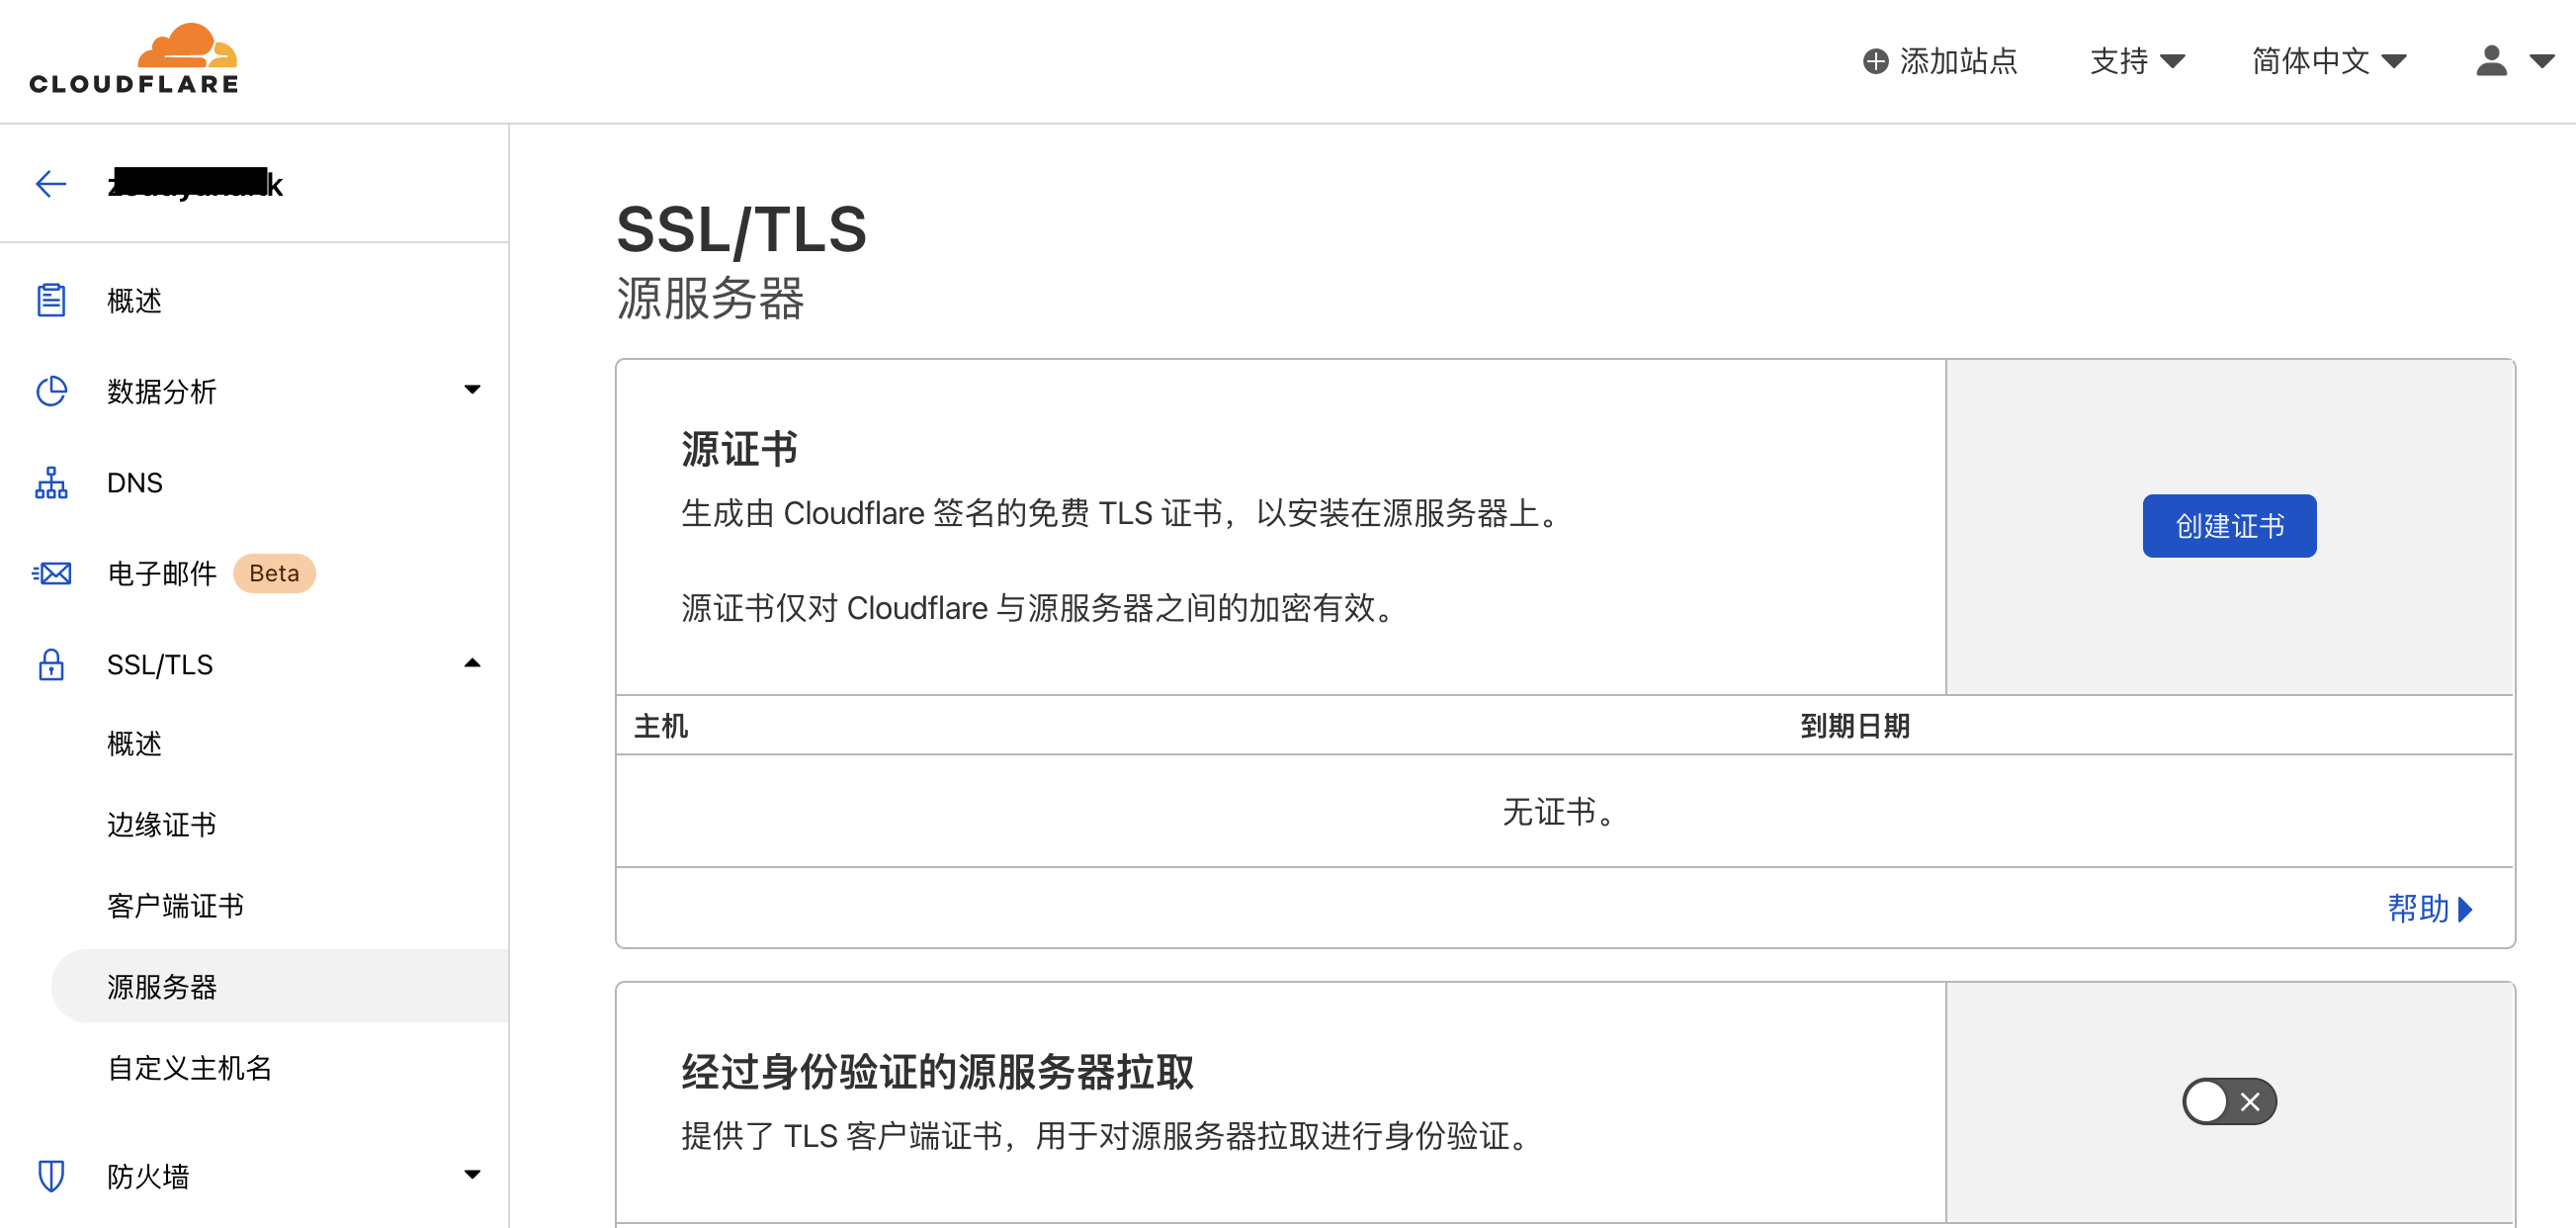 CLOUDFLARE
添加站点
支持
简体中文
概述
数据分析
DNS
电子邮件 Beta
SSL/TLS
概述
边缘证书
客户端证书
源服务器
自定义主机名
防火墙
SSL/TLS
源服务器
源证书
生成由 Cloudflare 签名的免费 TLS 证书，以安装在源服务器上。
源证书仅对 Cloudflare 与源服务器之间的加密有效。
创建证书
主机
到期日期
无证书。
帮助
经过身份验证的源服务器拉取
提供了 TLS 客户端证书，用于对源服务器拉取进行身份验证。